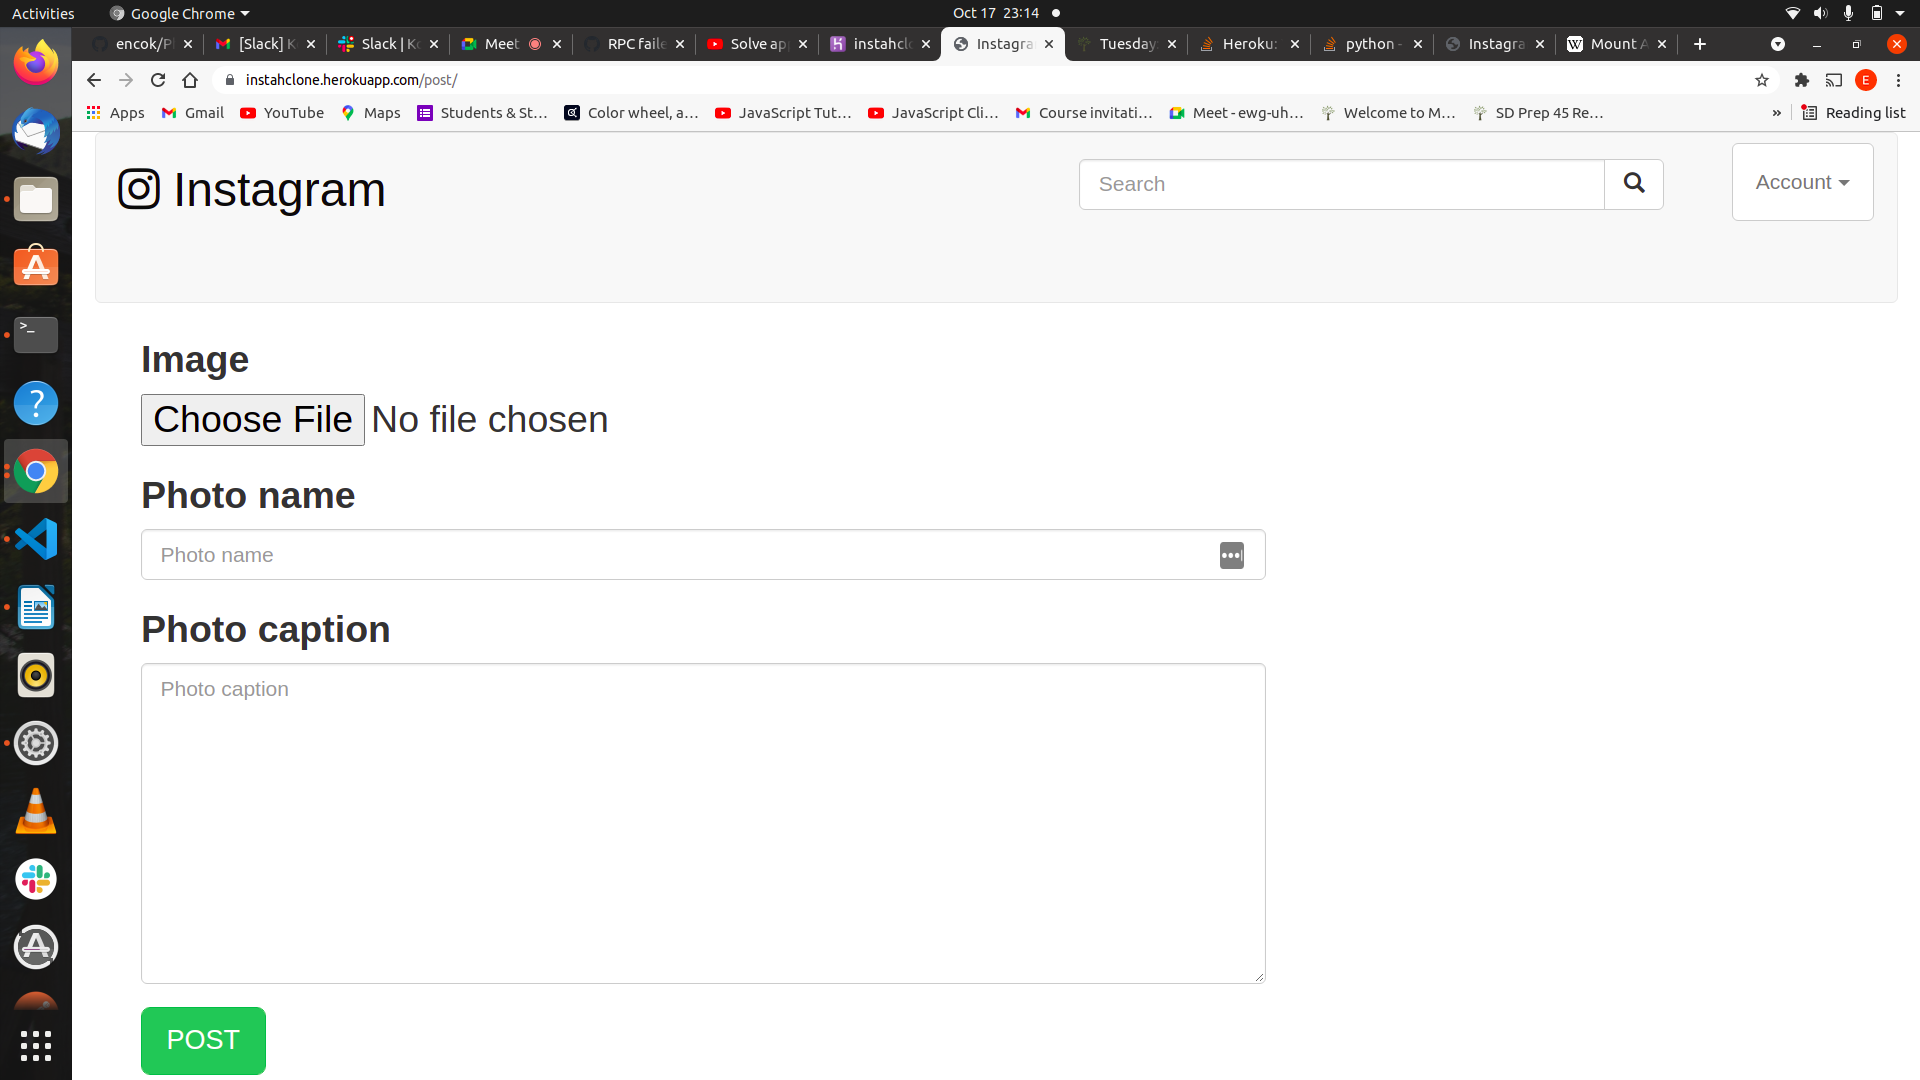 Activities
Google Chrome
Oct 17 23:14
encok/P
[Slack] K
Slack | Ko
Meet
RPC faile
Solve ap
instahclo
Instagra
Tuesday
Heroku:
python -
Instagra
Mount A
instahclone.herokuapp.com/post/
E
Apps
Gmail
YouTube
Maps
Students & St...
Color wheel, a...
JavaScript Tut...
JavaScript Cli...
Course invitati...
Meet - ewg-uh...
Welcome to M...
SD Prep 45 Re...
»
Reading list
Instagram
Search
Account
Image
Choose File No file chosen
Photo name
Photo name
Photo caption
Photo caption
POST